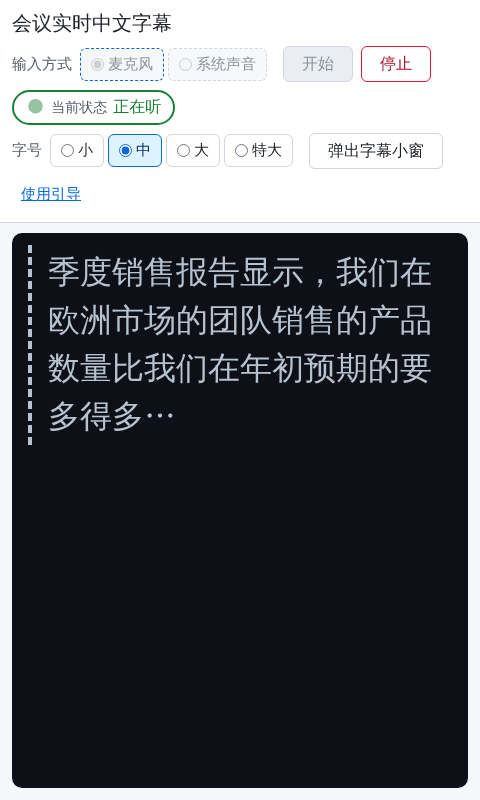 会议实时中文字幕
输入方式 麦克风 系统声音 开始 停止
当前状态 正在听
字号 小 中 大 特大 弹出字幕小窗
使用引导
季度销售报告显示，我们在
欧洲市场的团队销售的产品
数量比我们在年初预期的要
多得多…